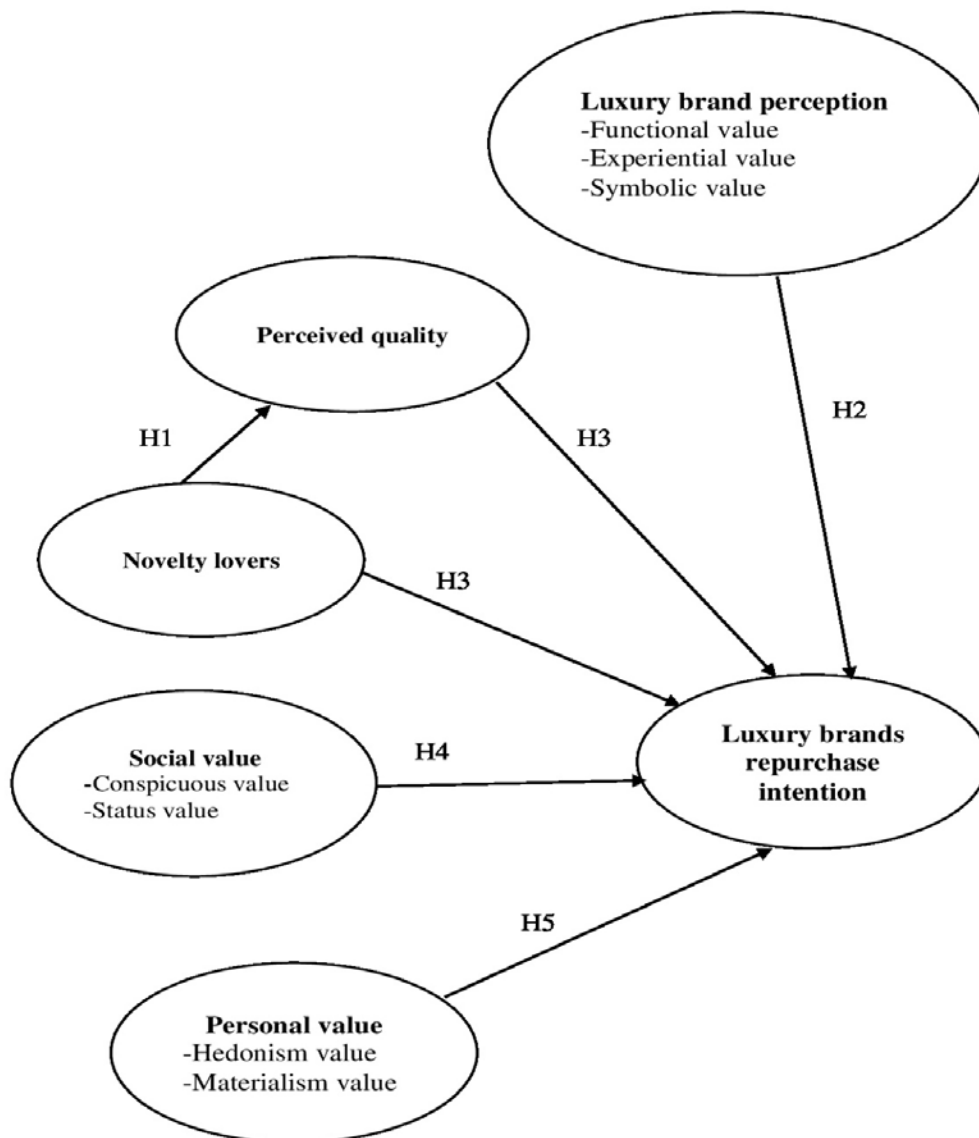 Luxury brand perception
-Functional value
-Experiential value
-Symbolic value
Perceived quality
H1
H3
H2
Novelty lovers
H3
Social value
-Conspicuous value
-Status value
H4
Luxury brands
repurchase
intention
H5
Personal value
-Hedonism value
-Materialism value